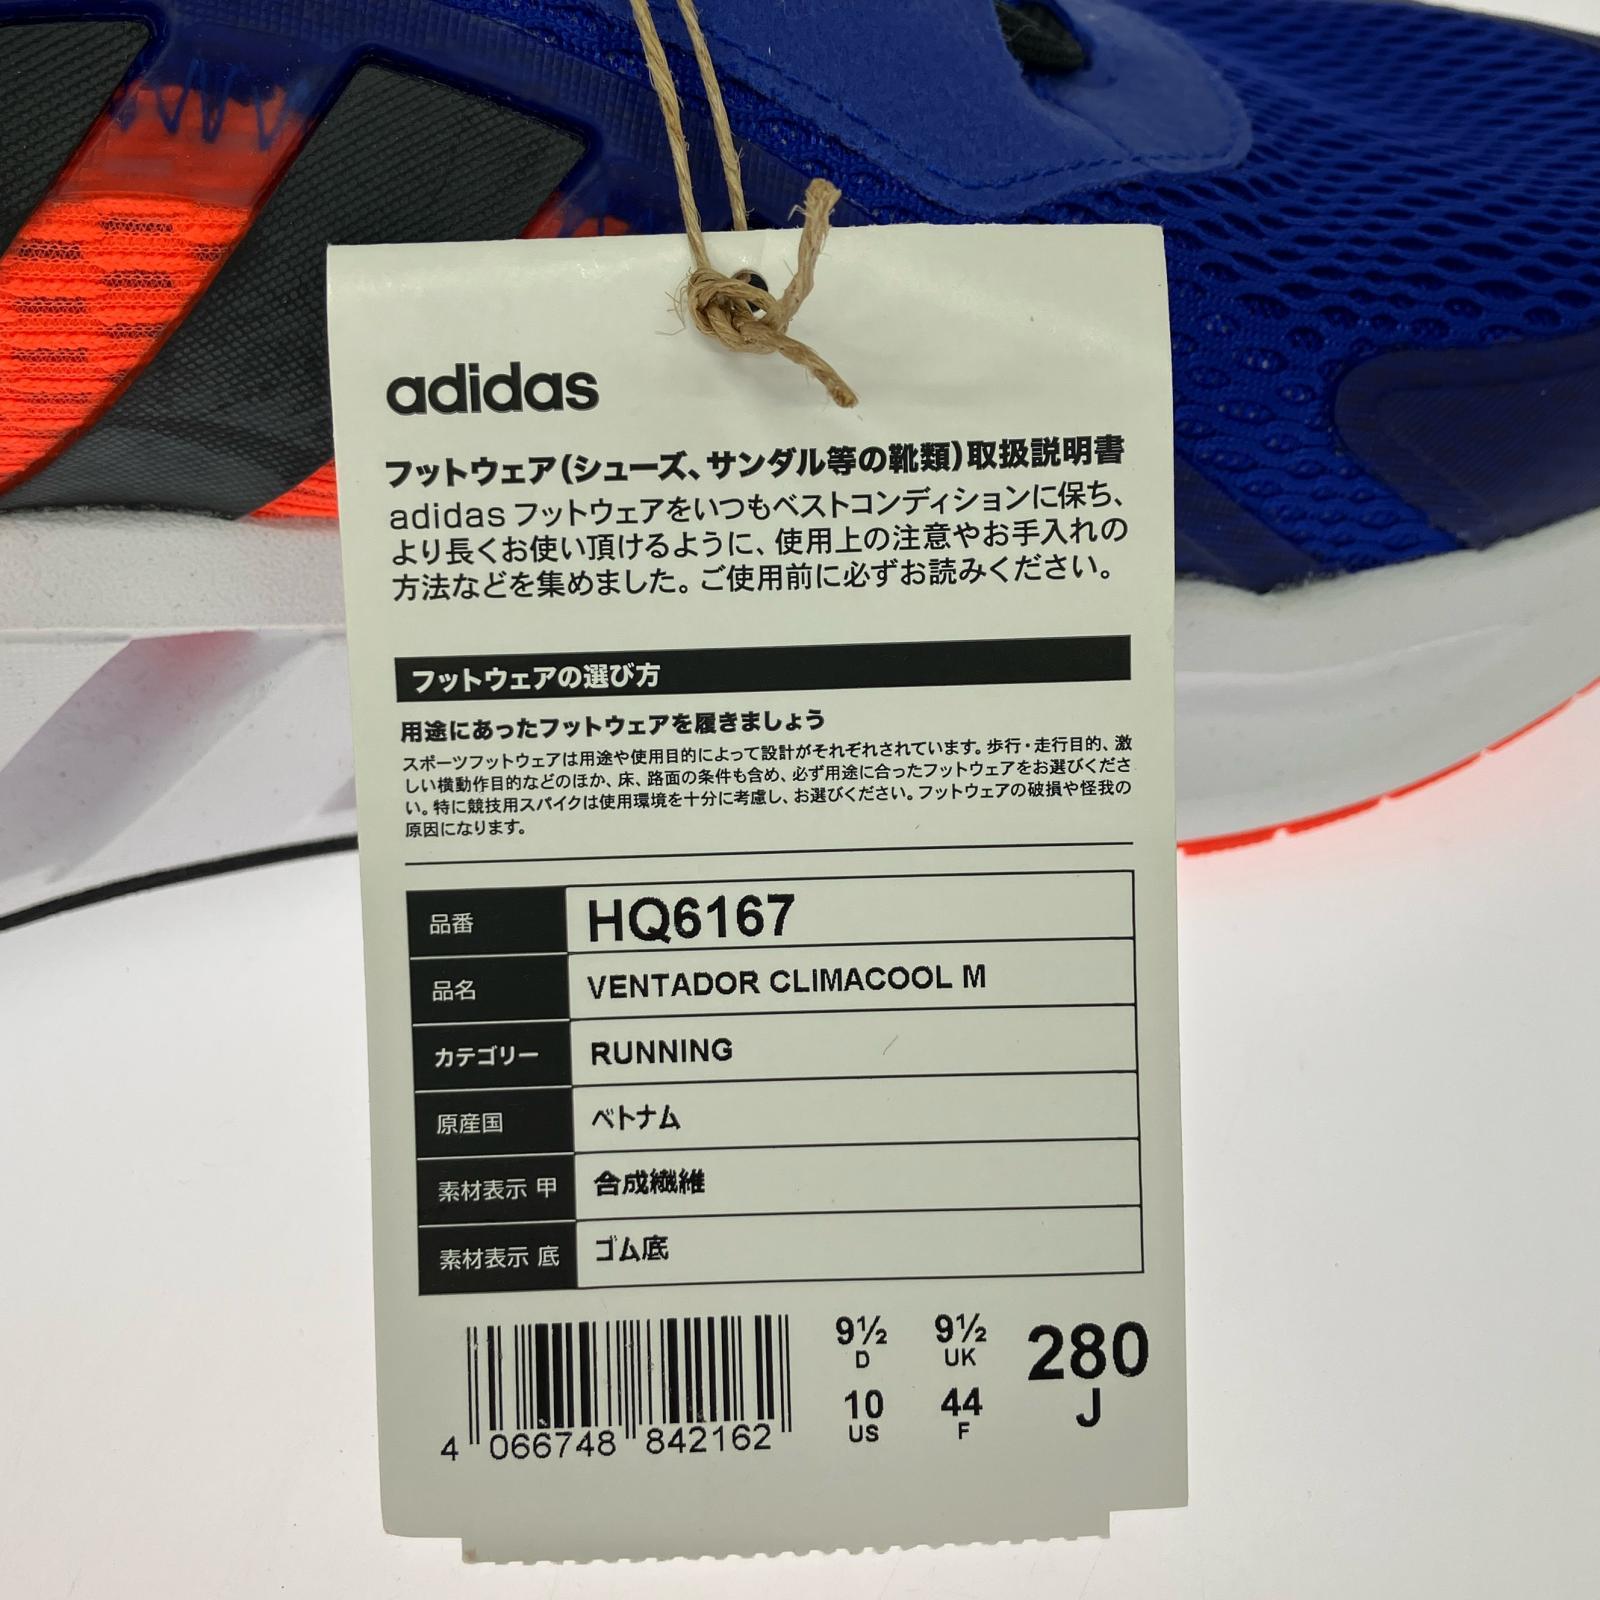 adidas
フットウェア(シューズ、サンダル等の靴類)取扱説明書
adidas フットウェアをいつもベストコンディションに保ち、
より長くお使い頂けるように、使用上の注意やお手入れの
方法などを集めました。ご使用前に必ずお読みください。
フットウェアの選び方
用途にあったフットウェアを履きましょう
スポーツフットウェアは用途や使用目的によって設計がそれぞれされています。歩行・走行目的、激
しい横動作目的などのほか、床、路面の条件も含め、必ず用途に合ったフットウェアをお選びくださ
い。特に競技用スパイクは使用環境を十分に考慮し、お選びください。フットウェアの破損や怪我の
原因になります。
品番 HQ6167
品名 VENTADOR CLIMACOOL M
カテゴリー RUNNING
原産国 ベトナム
素材表示 甲 合成繊維
素材表示 底 ゴム底
9½ 9½ 280
D UK J
10 44
US F
4 066748 842162